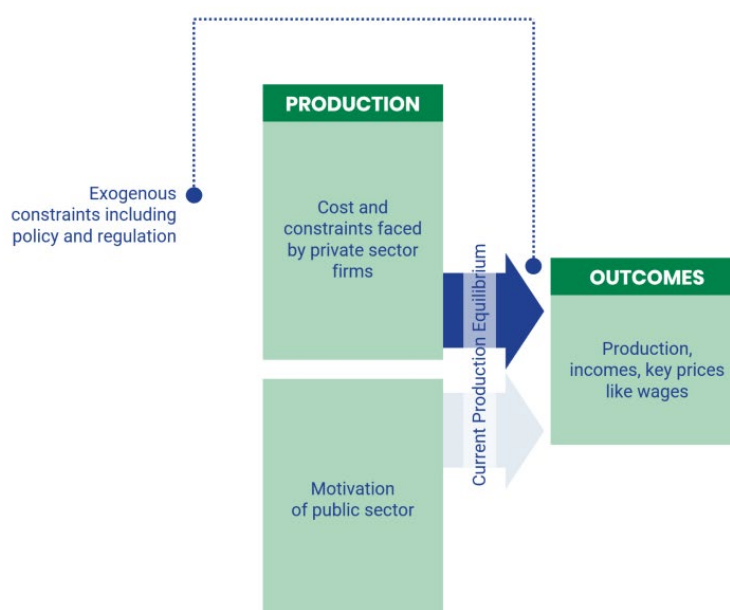 PRODUCTION
Exogenous
constraints including
policy and regulation
Cost and
constraints faced
by private sector
firms
Current Production Equilibrium
OUTCOMES
Production,
incomes, key prices
like wages
Motivation
of public sector